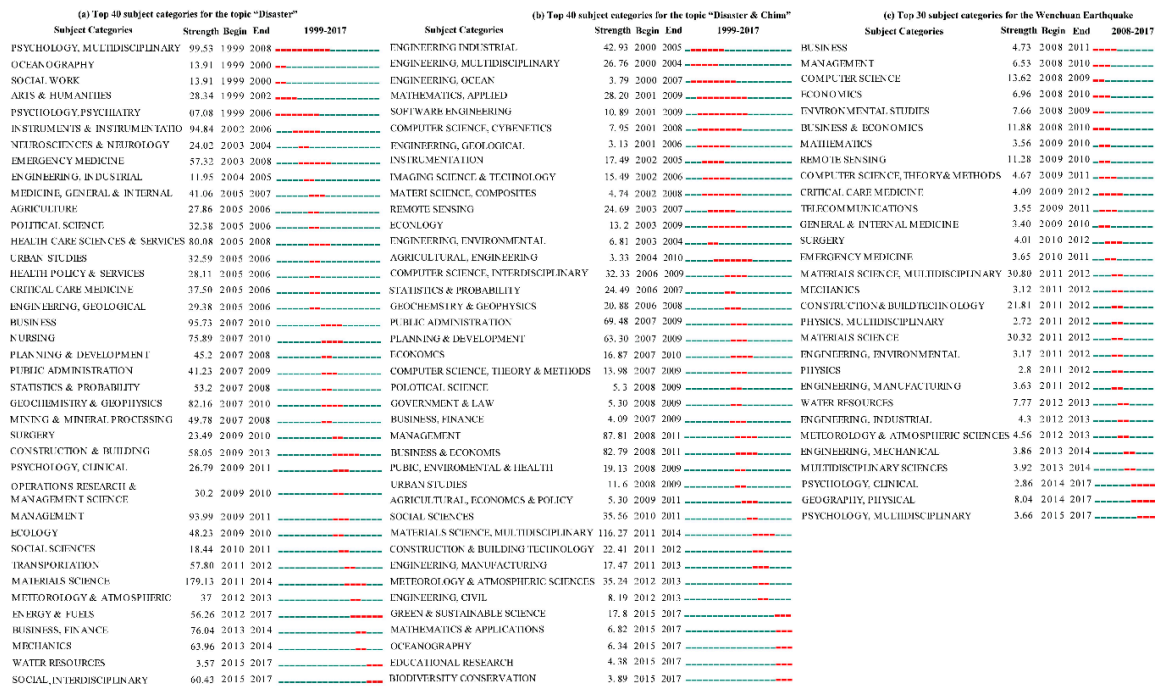 (a) Top 40 subject categories for the topic "Disaster"
Subject Categories Strength Begin End 1999-2017
PSYCHOLOGY, MULTIDISCIPLINARY 99.53 1999 2008
OCEANOGRAPHY 13.91 1999 2000
SOCIAL WORK 13.91 1999 2000
ARTS & HUMANTIIES 28.34 1999 2002
PSYCHOLOGY,PSYCHIATRY 07.08 1999 2006
INSTRUMENTS & INSTRUMENTATIO 94.84 2002 2006
NEUROSCIENCES & NEUROLOGY 24.02 2003 2004
EMERGENCY MEDICINE 57.32 2003 2008
ENGINEERING, INDUSTRIAL 11.95 2004 2005
MEDICINE, GENERAL & INTERNAL 41.06 2005 2007
AGRICULTURE 27.86 2005 2006
POLITICAL SCIENCE 32.38 2005 2006
HEALTH CARE SCIENCES & SERVICES 80.08 2005 2008
URBAN STUDIES 32.59 2005 2006
HEALTH POLICY & SERVICES 28.11 2005 2006
CRITICAL CARE MEDICINE 37.50 2005 2006
ENGINEERING, GEOLOGICAL 29.38 2005 2006
BUSINESS 95.73 2007 2010
NURSING 75.89 2007 2010
PLANNING & DEVELOPMENT 45.2 2007 2008
PUBLIC ADMINISTRATION 41.23 2007 2009
STATISTICS & PROBABILITY 53.2 2007 2008
GEOCHEMISTRY & GEOPHYSICS 82.16 2007 2010
MINING & MINERAL PROCESSING 49.78 2007 2008
SURGERY 23.49 2009 2010
CONSTRUCTION & BUILDING 58.05 2009 2013
PSYCHOLOGY, CLINICAL 26.79 2009 2011
OPERATIONS RESEARCH &
MANAGEMENT SCIENCE 30.2 2009 2010
MANAGEMENT 93.99 2009 2011
ECOLOGY 48.23 2009 2010
SOCIAL SCIENCES 18.44 2010 2011
TRANSPORTATION 57.80 2011 2012
MATERIALS SCIENCE 179.13 2011 2014
METEOROLOGY & ATMOSPHERIC 37 2012 2013
ENERGY & FUELS 56.26 2012 2017
BUSINESS, FINANCE 76.04 2013 2014
MECHANICS 63.96 2013 2014
WATER RESOURCES 3.57 2015 2017
SOCIAL,INTERDISCIPLINARY 60.43 2015 2017
(b) Top 40 subject categories for the topic "Disaster & China"
Subject Categories Strength Begin End 1999-2017
ENGINEERING INDUSTRIAL 42.93 2000 2005
ENGINEERING, MULTIDISCIPLINARY 26.76 2000 2004
ENGINEERING, OCEAN 3.79 2000 2007
MATHEMATICS, APPLIED 28.20 2001 2009
SOFTWARE ENGINEERING 10.89 2001 2009
COMPUTER SCIENCE, CYBENETICS 7.95 2001 2008
ENGINEERING, GEOLOGICAL 3.13 2001 2006
INSTRUMENTATION 17.49 2002 2005
IMAGING SCIENCE & TECHNOLOGY 15.49 2002 2006
MATERI SCIENCE, COMPOSITES 4.74 2002 2008
REMOTE SENSING 24.69 2003 2007
ECONLOGY 13.2 2003 2009
ENGINEERING, ENVIRONMENTAL 6.81 2003 2004
AGRICULTURAL, ENGINEERING 3.33 2004 2010
COMPUTER SCIENCE, INTERDISCIPLINARY 32.33 2006 2009
STATISTICS & PROBABILITY 24.49 2006 2007
GEOCHEMSTRY & GEOPHYSICS 20.88 2006 2008
PUBLIC ADMINISTRATION 69.48 2007 2009
PLANNING & DEVELOPMENT 63.30 2007 2009
ECONOMCS 16.87 2007 2010
COMPUTER SCIENCE, THEORY & METHODS 13.98 2007 2009
POLOTICAL SCIENCE 5.3 2008 2009
GOVERNMENT & LAW 5.30 2008 2009
BUSINESS, FINANCE 4.09 2007 2009
MANAGEMENT 87.81 2008 2011
BUSINESS & ECONOMIS 82.79 2008 2011
PUBIC, ENVIROMENTAL & HEALTH 19.13 2008 2009
URBAN STUDIES 11.6 2008 2009
AGRICULTURAL, ECONOMCS & POLICY 5.30 2009 2011
SOCIAL SCIENCES 35.56 2010 2011
MATERIALS SCIENCE, MULTIDISCIPLINARY 116.27 2011 2014
CONSTRUCTION & BUILDING TECHNOLOGY 22.41 2011 2012
ENGINEERING, MANUFACTURING 17.47 2011 2013
METEOROLOGY & ATMOSPHERIC SCIENCES 35.24 2012 2013
ENGINEERING, CIVIL 8.19 2012 2013
GREEN & SUSTAINABLE SCIENCE 17.8 2015 2017
MATHEMATICS & APPLICATIONS 6.82 2015 2017
OCEANOGRAPHY 6.34 2015 2017
EDUCATIONAL RESEARCH 4.38 2015 2017
BIODIVERSITY CONSERVATION 3.89 2015 2017
(c) Top 30 subject categories for the Wenchuan Earthquake
Subject Categories Strength Begin End 2008-2017
BUSINESS 4.73 2008 2011
MANAGEMENT 6.53 2008 2010
COMPUTER SCIENCE 13.62 2008 2009
ECONOMICS 6.96 2008 2010
ENVIRONMENTAL STUDIES 7.66 2008 2009
BUSINESS & ECONOMICS 11.88 2008 2010
MATHEMATICS 3.56 2009 2010
REMOTE SENSING 11.28 2009 2010
COMPUTER SCIENCE, THEORY& METHODS 4.67 2009 2011
CRITICAL CARE MEDICINE 4.09 2009 2012
TELECOMMUNICATIONS 3.55 2009 2011
GENERAL & INTERNAL MEDICINE 3.40 2009 2010
SURGERY 4.01 2010 2012
EMERGENCY MEDICINE 3.65 2010 2011
MATERIALS SCIENCE, MULTIIDISCIPLINARY 30.80 2011 2012
MECHANICS 3.12 2011 2012
CONSTRUCTION& BUILDTECHNOLOGY 21.81 2011 2012
PHYSICS, MULTIDISCIPLINARY 2.72 2011 2012
MATERIALS SCIENCE 30.32 2011 2012
ENGINEERING, ENVIRONMENTAL 3.17 2011 2012
PHYSICS 2.8 2011 2012
ENGINEERING, MANUFACTURING 3.63 2011 2012
WATER RESOURCES 7.77 2012 2013
ENGINEERING, INDUSTRIAL 4.3 2012 2013
METEOROLOGY & ATMOSPHERIC SCIENCES 4.56 2012 2013
ENGINEERING, MECHANICAL 3.86 2013 2014
MULTIDISCIPLINARY SCIENCES 3.92 2013 2014
PSYCHOLOGY, CLINICAL 2.86 2014 2017
GEOGRAPHY, PHYSICAL 8.04 2014 2017
PSYCHOLOGY, MULTIDISCIPLINARY 3.66 2015 2017